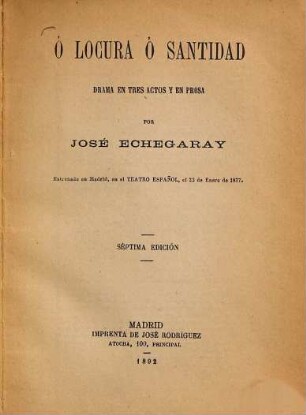 Ó LOCURA Ó SANTIDAD
DRAMA EN TRES ACTOS Y EN PROSA
POR
JOSÉ ECHEGARAY
Estrenado en Madrid, en el TEATRO ESPAÑOL, el 22 de Enero de 1877.
SÉPTIMA EDICIÓN
MADRID
IMPRENTA DE JOSÉ RODRÍGUEZ
ATOCHA, 100, PRINCIPAL
1892